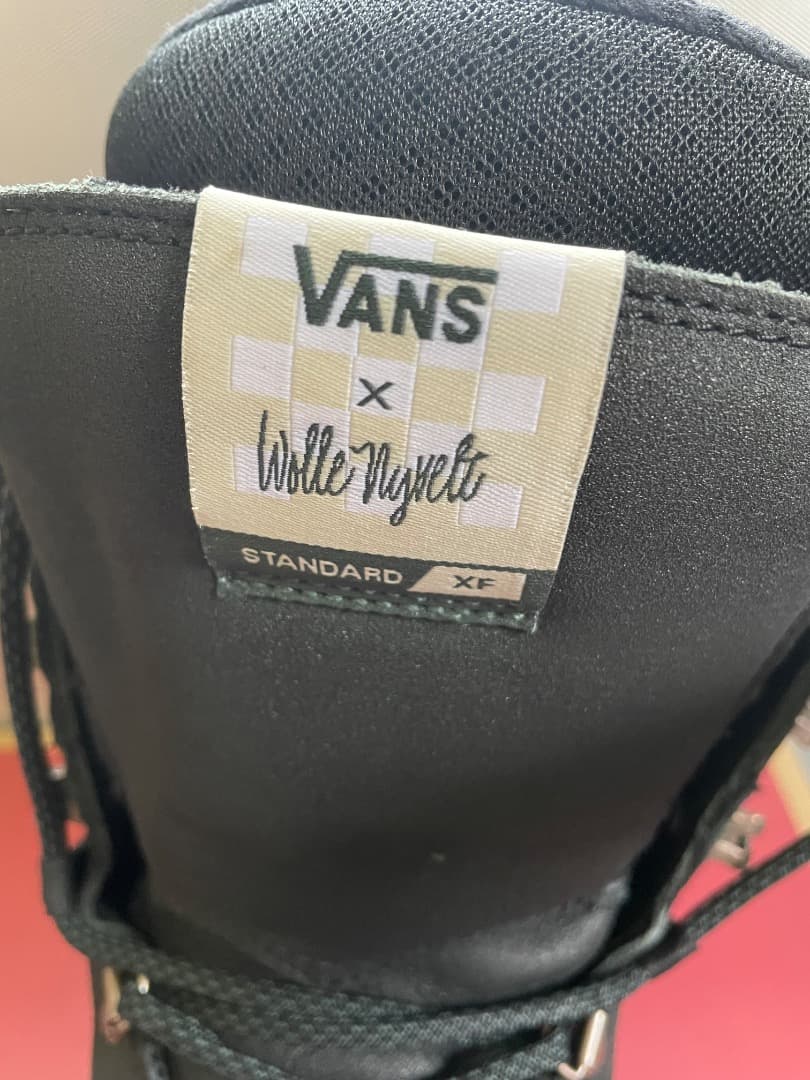 VANS
X
Wolle Nyvelt
STANDARD XF